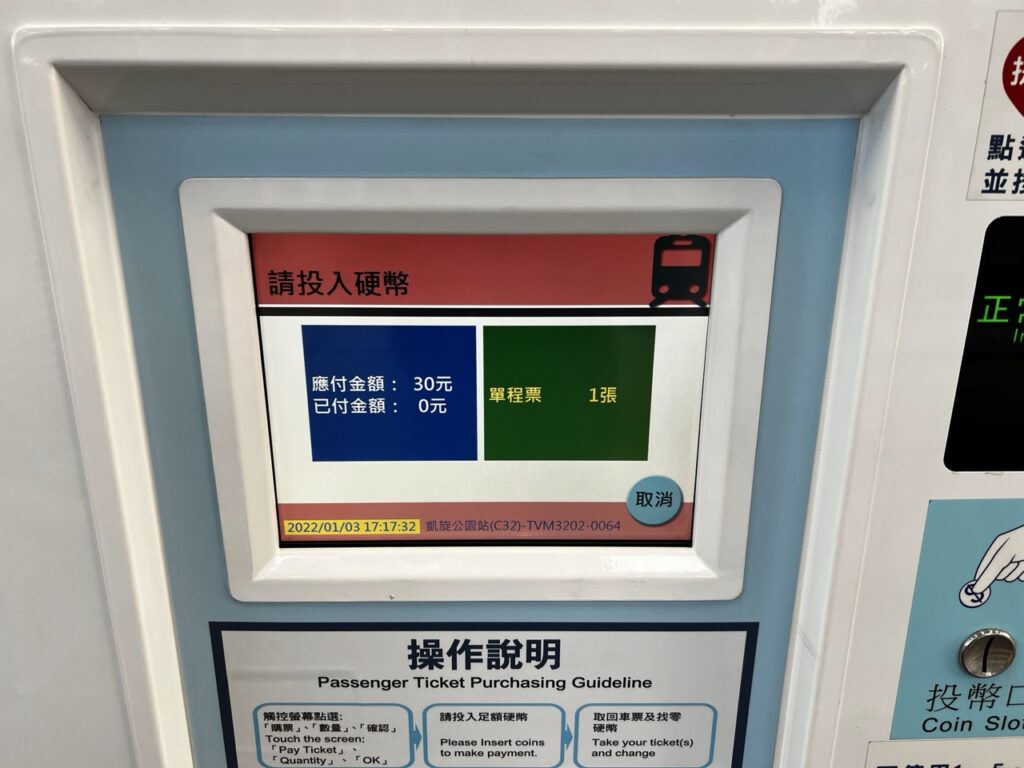 請投入硬幣
應付金額： 30元
已付金額： 0元
單程票 1張
取消
2022/01/03 17:17:32 凱旋公園站(C32)-TVM3202-0064
操作說明
Passenger Ticket Purchasing Guideline
觸控螢幕點選:
「購票」、「數量」、「確認」
Touch the screen:
「Pay Ticket」、
「Quantity」、「OK」
請投入足額硬幣
Please Insert coins
to make payment.
取回車票及找零
硬幣
Take your ticket(s)
and change
點
並
正
投幣口
Coin Slot